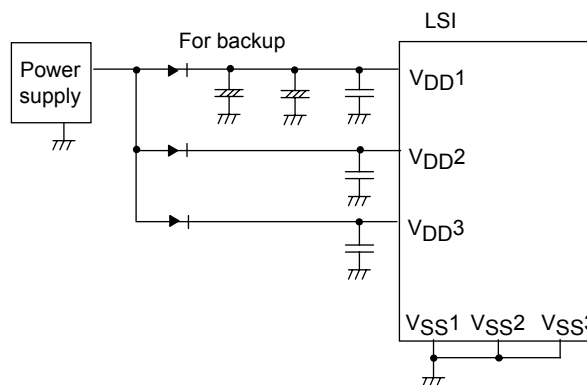 LSI
For backup
Power
supply
VDD1
VDD2
VDD3
VSS1 VSS2 VSS3